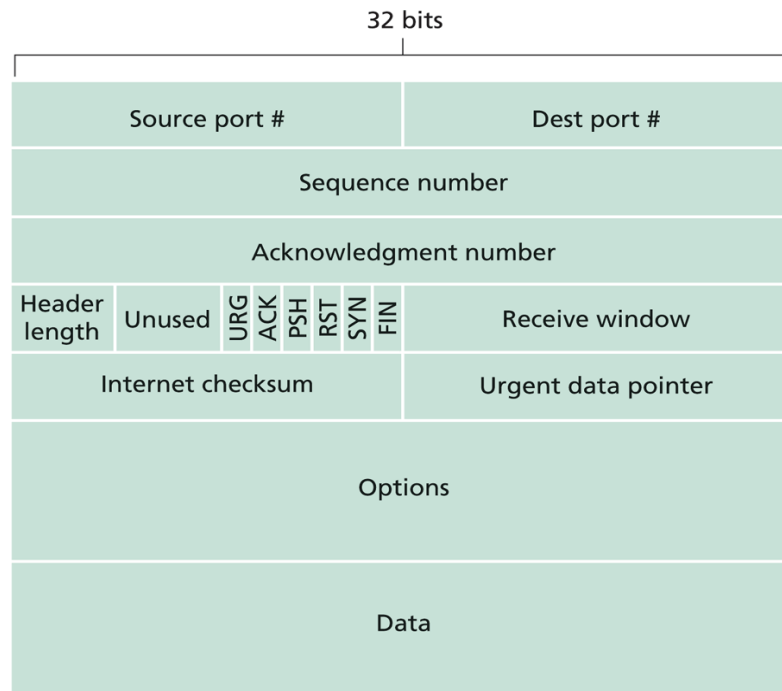 32 bits
Source port #
Dest port #
Sequence number
Acknowledgment number
Header
length
Unused
URG
ACK
PSH
RST
SYN
FIN
Receive window
Internet checksum
Urgent data pointer
Options
Data